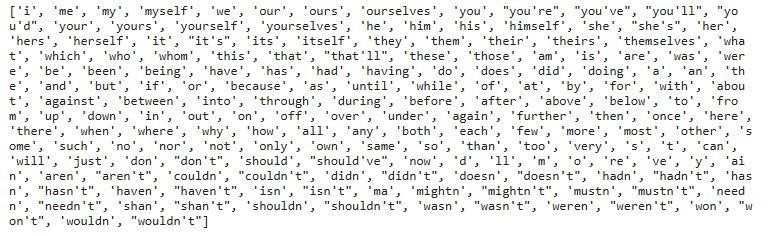 ['i', 'me', 'my', 'myself', 'we', 'our', 'ours', 'ourselves', 'you', "you're", "you've", "you'll", "yo
u'd", 'your', 'yours', 'yourself', 'yourselves', 'he', 'him', 'his', 'himself', 'she', "she's", 'her',
'hers', 'herself', 'it', "it's", 'its', 'itself', 'they', 'them', 'their', 'theirs', 'themselves', 'wha
t', 'which', 'who', 'whom', 'this', 'that', "that'll", 'these', 'those', 'am', 'is', 'are', 'was', 'wer
e', 'be', 'been', 'being', 'have', 'has', 'had', 'having', 'do', 'does', 'did', 'doing', 'a', 'an', 'th
e', 'and', 'but', 'if', 'or', 'because', 'as', 'until', 'while', 'of', 'at', 'by', 'for', 'with', 'abou
t', 'against', 'between', 'into', 'through', 'during', 'before', 'after', 'above', 'below', 'to', 'fro
m', 'up', 'down', 'in', 'out', 'on', 'off', 'over', 'under', 'again', 'further', 'then', 'once', 'here',
'there', 'when', 'where', 'why', 'how', 'all', 'any', 'both', 'each', 'few', 'more', 'most', 'other', 's
ome', 'such', 'no', 'nor', 'not', 'only', 'own', 'same', 'so', 'than', 'too', 'very', 's', 't', 'can',
'will', 'just', 'don', "don't", 'should', "should've", 'now', 'd', 'll', 'm', 'o', 're', 've', 'y', 'ai
n', 'aren', "aren't", 'couldn', "couldn't", 'didn', "didn't", 'doesn', "doesn't", 'hadn', "hadn't", 'has
n', "hasn't", 'haven', "haven't", 'isn', "isn't", 'ma', 'mightn', "mightn't", 'mustn', "mustn't", 'need
n', "needn't", 'shan', "shan't", 'shouldn', "shouldn't", 'wasn', "wasn't", 'weren', "weren't", 'won', "w
on't", 'wouldn', "wouldn't"]